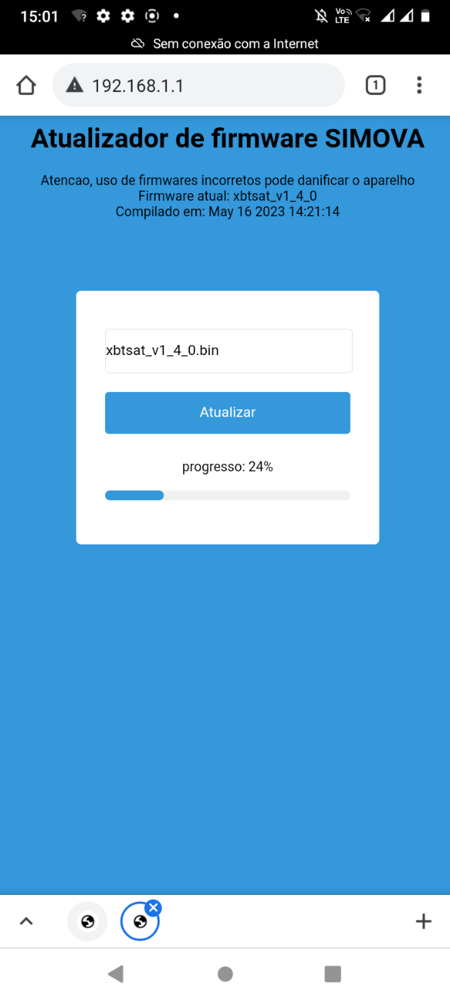 15:01
Vo))
LTE
Sem conexão com a Internet
192.168.1.1
1
Atualizador de firmware SIMOVA
Atencao, uso de firmwares incorretos pode danificar o aparelho
Firmware atual: xbtsat_v1_4_0
Compilado em: May 16 2023 14:21:14
xbtsat_v1_4_0.bin
Atualizar
progresso: 24%